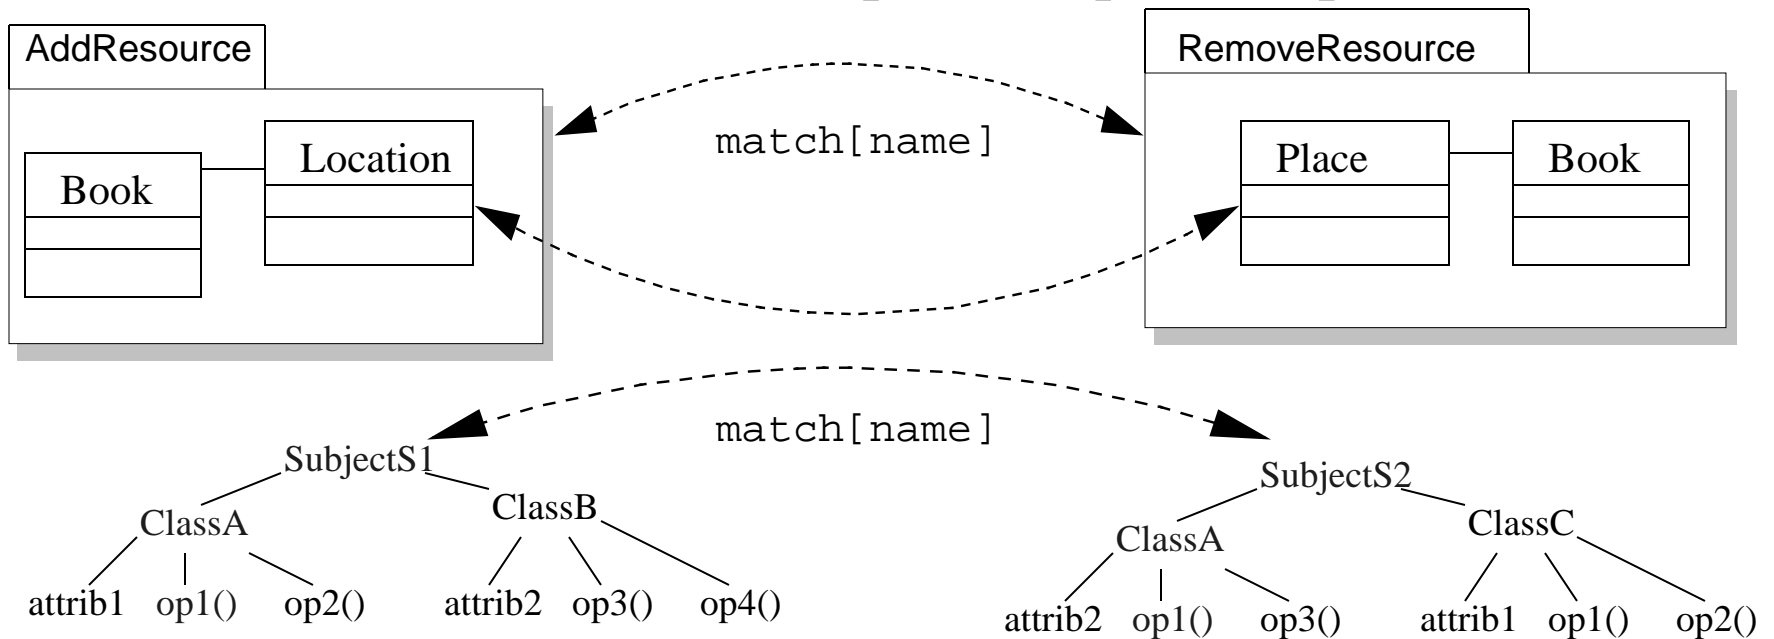 AddResource
RemoveResource
match[name]
Book
Location
Place
Book
match[name]
SubjectS1
SubjectS2
ClassA
ClassB
ClassA
ClassC
attrib1 op1() op2()
attrib2 op3() op4()
attrib2 op1() op3()
attrib1 op1() op2()